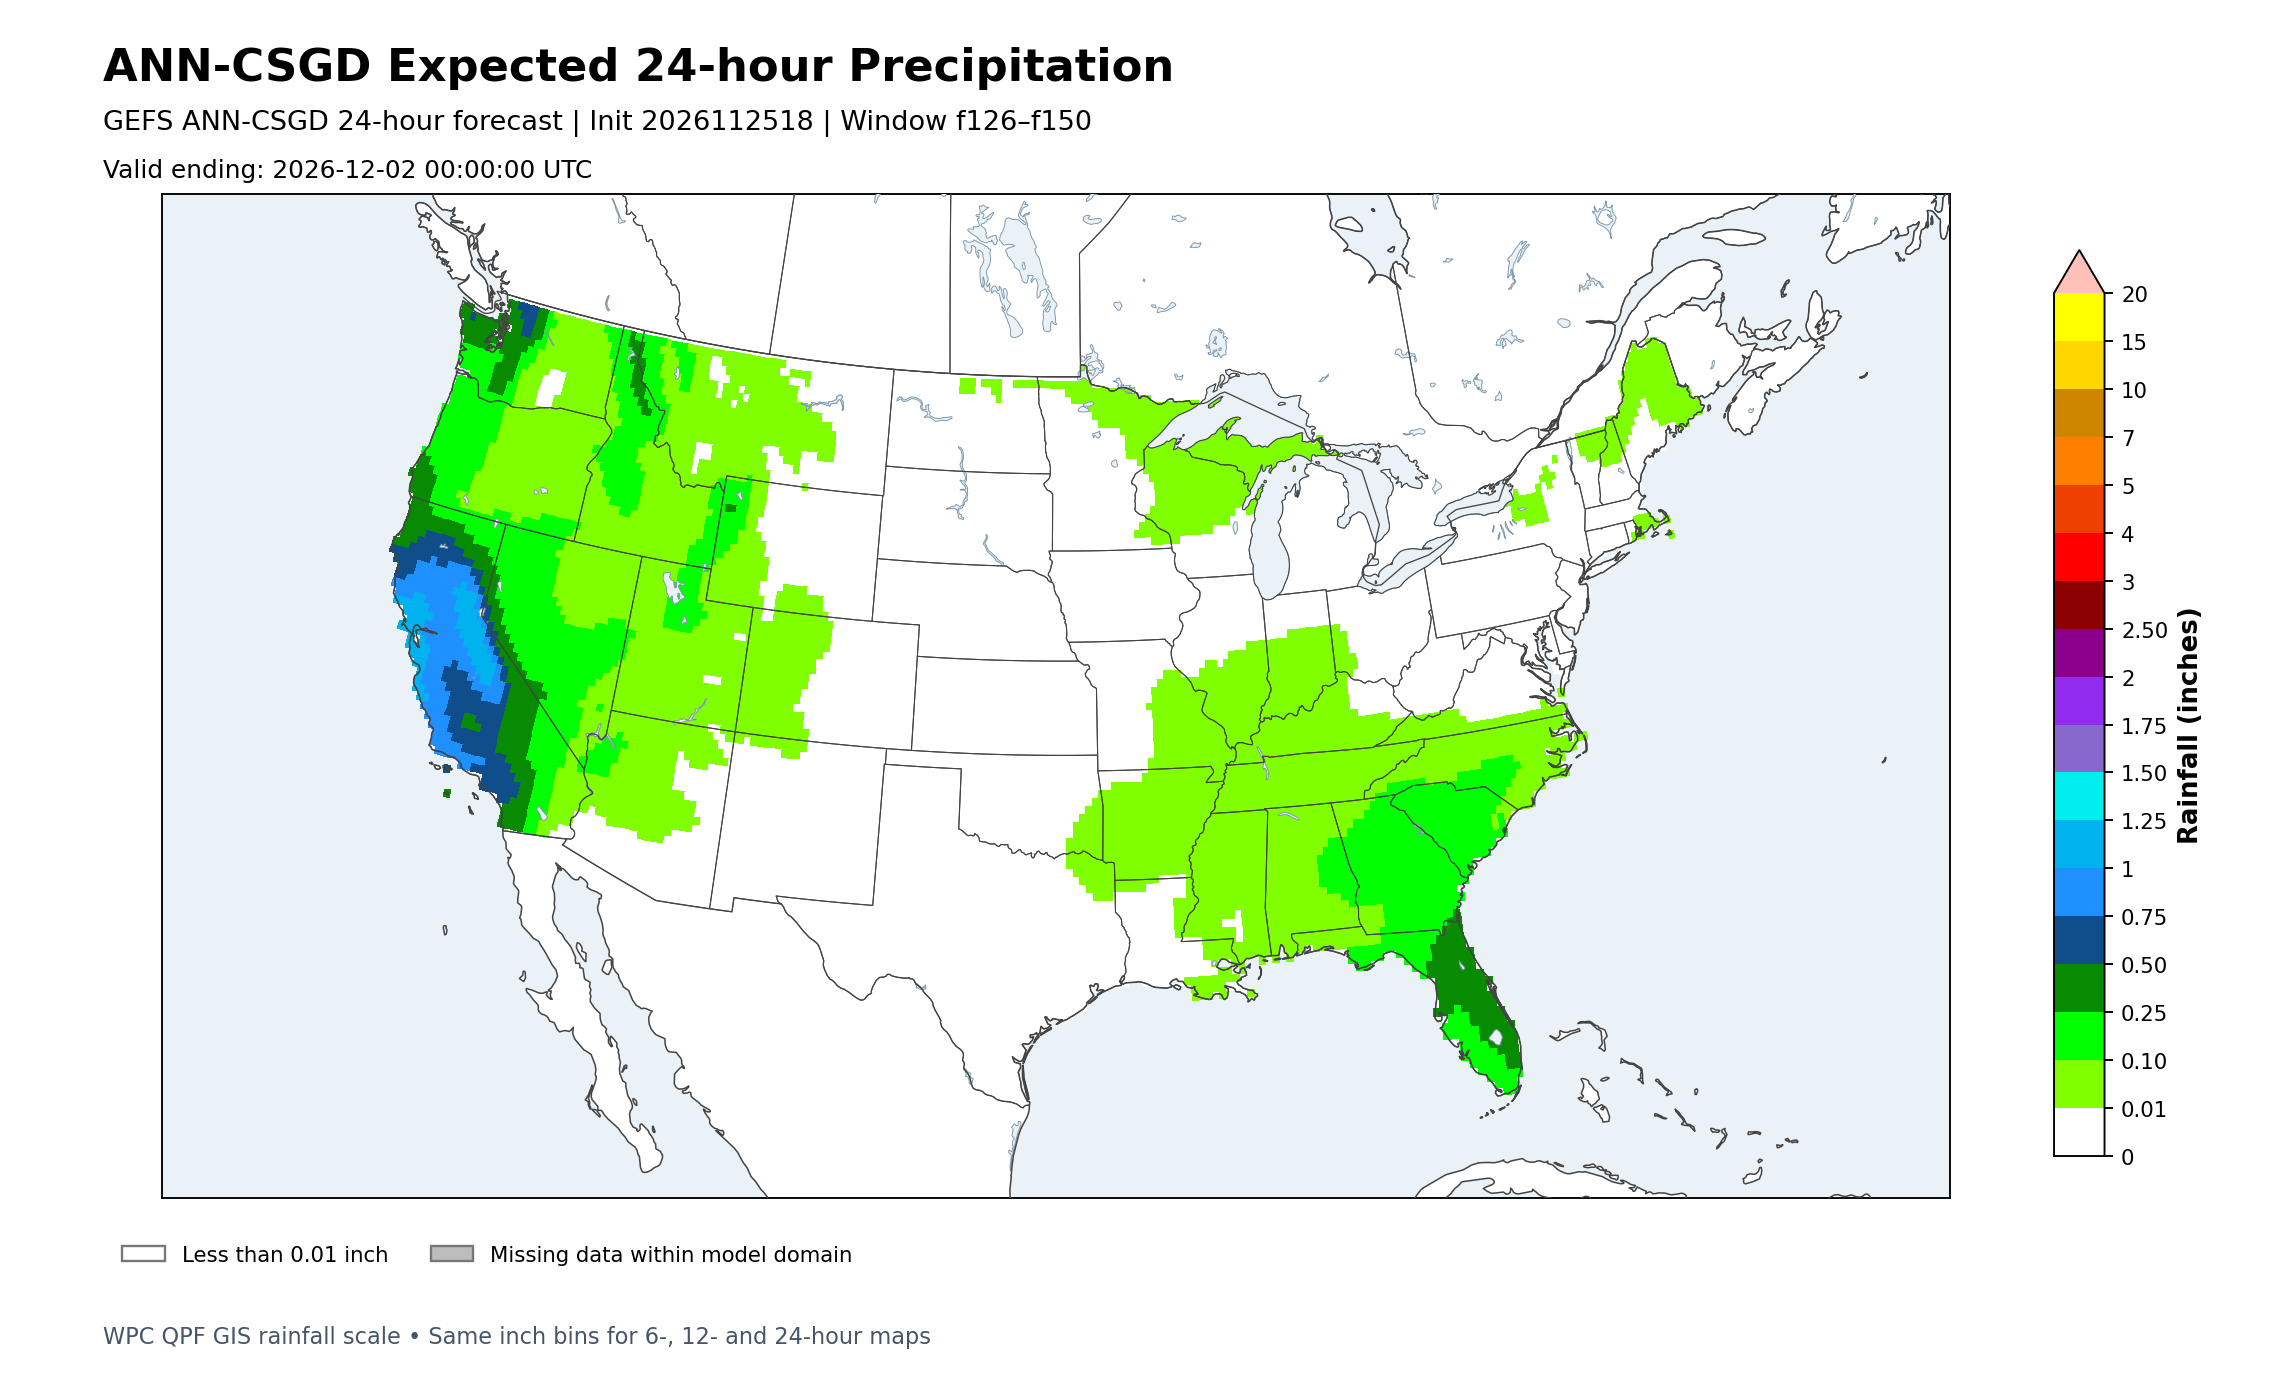 ANN-CSGD Expected 24-hour Precipitation
GEFS ANN-CSGD 24-hour forecast | Init 2026112518 | Window f126–f150
Valid ending: 2026-12-02 00:00:00 UTC
20
15
10
7
5
4
3
2.50
2
1.75
1.50
1.25
1
0.75
0.50
0.25
0.10
0.01
0
Rainfall (inches)
Less than 0.01 inch
Missing data within model domain
WPC QPF GIS rainfall scale • Same inch bins for 6-, 12- and 24-hour maps